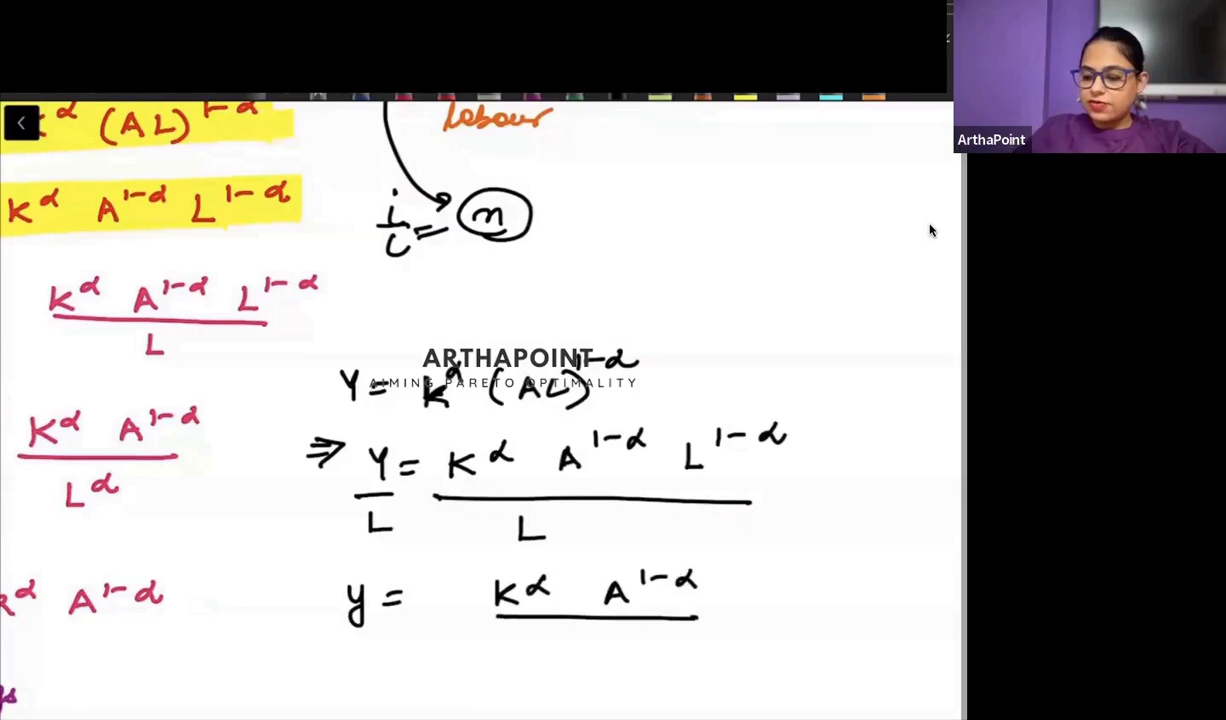 ArthaPoint
labour
K^α (AL)^1-α
K^α A^1-α L^1-α
i/L = n
K^α A^1-α L^1-α
L
ARTHAPOINT
AIMING PARETO OPTIMALITY
Y = K^α (AL)^1-α
K^α A^1-α
L^α
⇒ Y/L = K^α A^1-α L^1-α
L
k^α A^1-α
y = K^α A^1-α